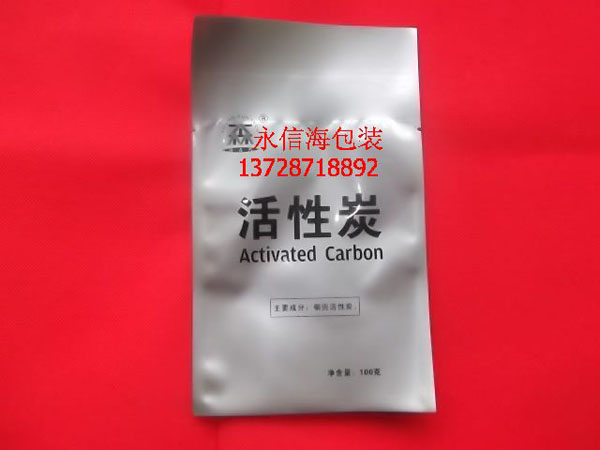 森 ®
永信海包装
13728718892
活性炭
Activated Carbon
主要成分：椰壳活性炭。
净含量：100克